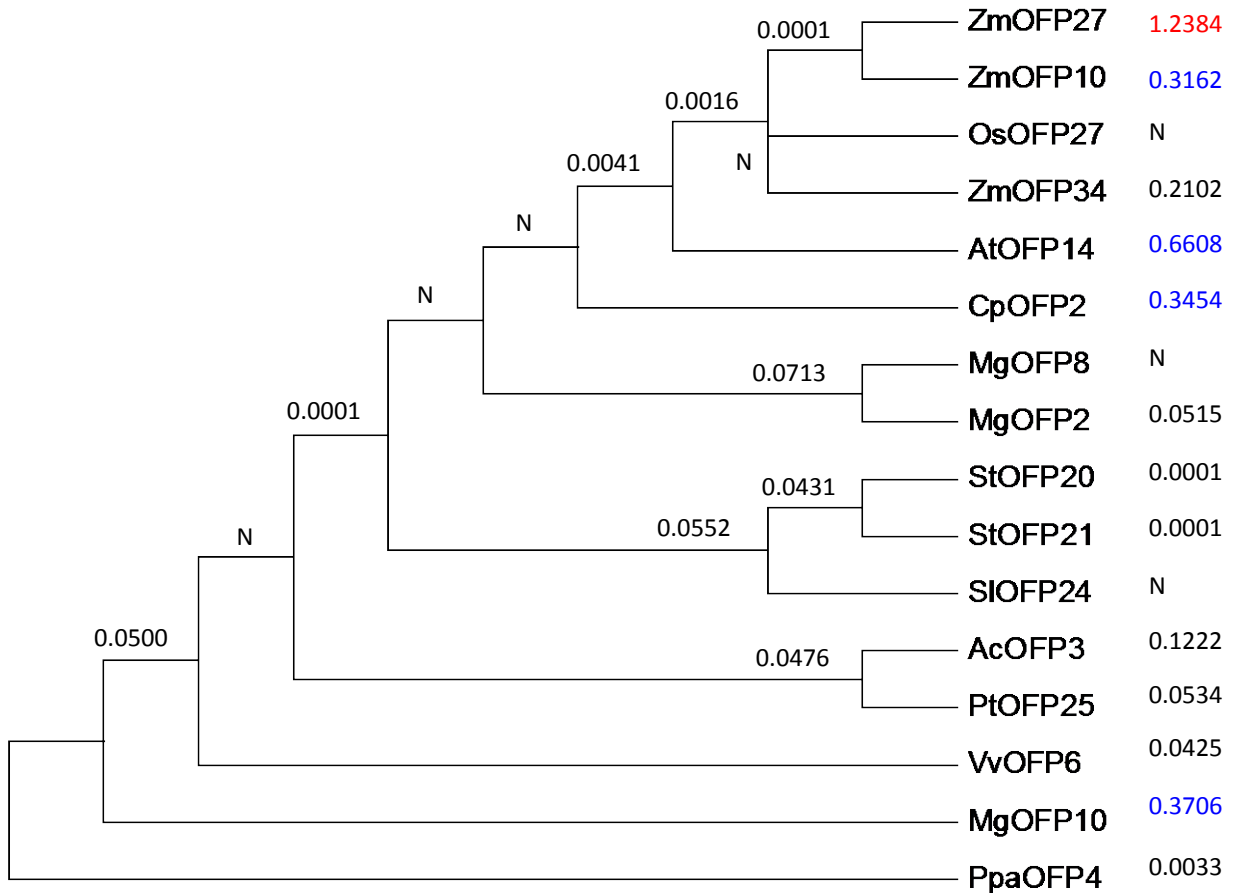 ZmOFP27 1.2384
0.0001
ZmOFP10 0.3162
0.0016
OsOFP27 N
0.0041 N
ZmOFP34 0.2102
N
AtOFP14 0.6608
N
CpOFP2 0.3454
MgOFP8 N
0.0713
0.0001
MgOFP2 0.0515
StOFP20 0.0001
0.0431
0.0552
StOFP21 0.0001
N
SlOFP24 N
0.0500
AcOFP3 0.1222
0.0476
PtOFP25 0.0534
VvOFP6 0.0425
MgOFP10 0.3706
PpaOFP4 0.0033